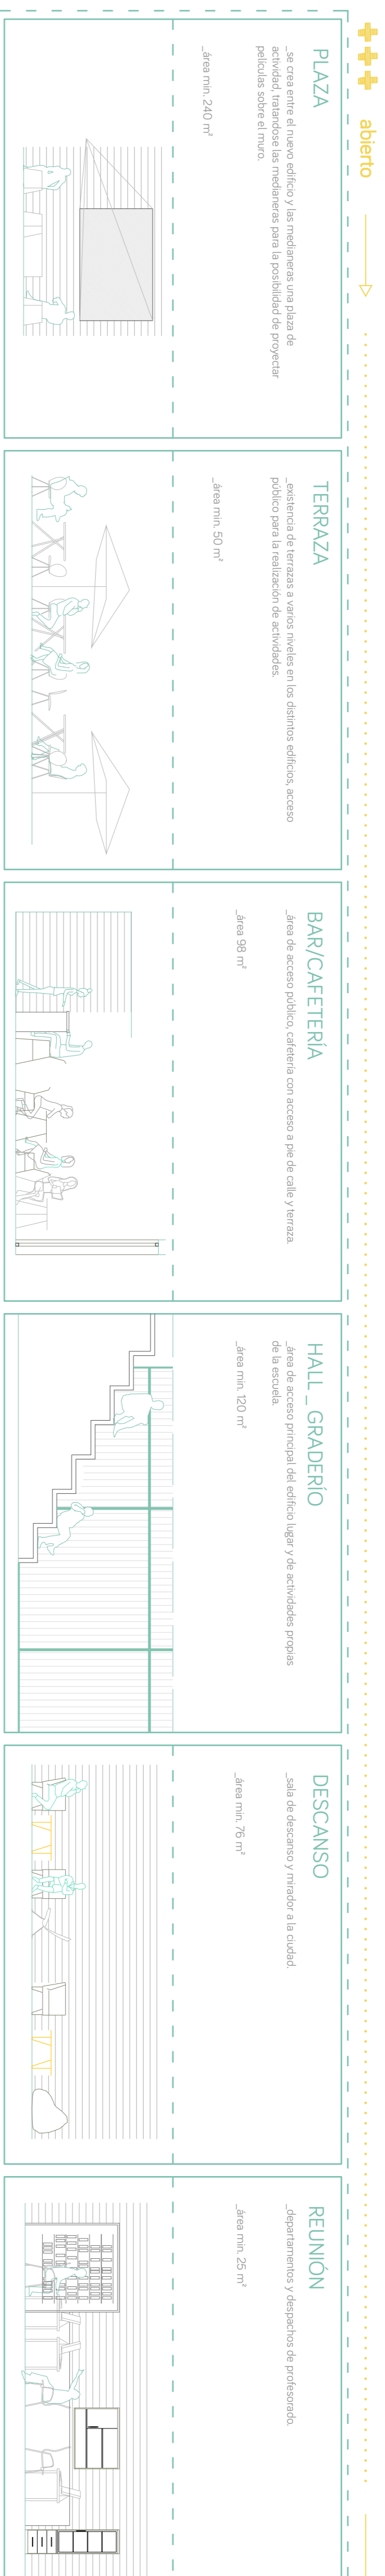 +++ abierto
PLAZA
_se crea entre el nuevo edificio y las medianeras una plaza de
actividad, tratandose las medianeras para la posibilidad de proyectar
películas sobre el muro.
_área min. 240 m²
TERRAZA
_existencia de terrazas a varios niveles en los distintos edificios, acceso
público para la realización de actividades.
_área min. 50 m²
BAR/CAFETERÍA
_área de acceso público, cafetería con acceso a pie de calle y terraza.
_área 98 m²
HALL _ GRADERÍO
_área de acceso principal del edificio lugar y de actividades propias
de la escuela.
_área min. 120 m²
DESCANSO
_sala de descanso y mirador a la ciudad.
_área min. 76 m²
REUNIÓN
_departamentos y despachos de profesorado.
_área min. 25 m²